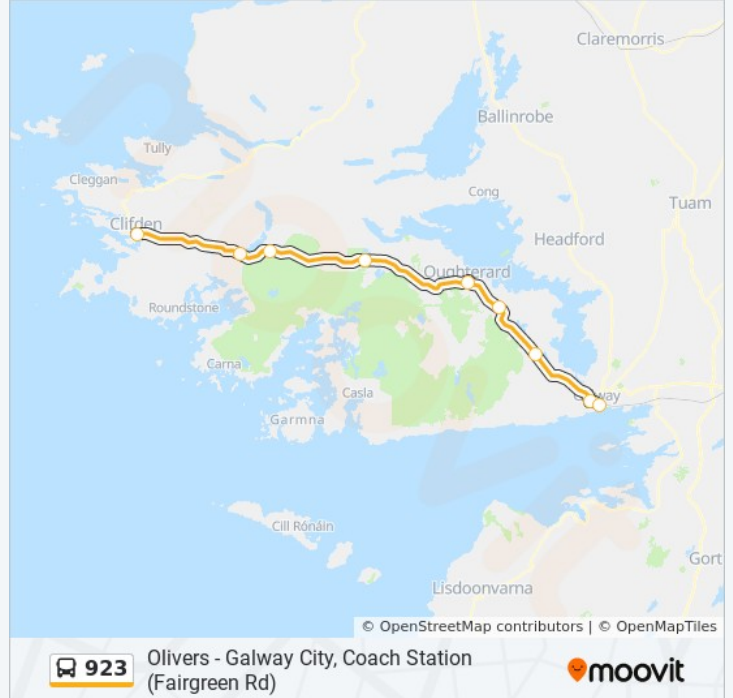 Claremorris
Ballinrobe
Tully
Cleggan
Cong
Tuam
Clifden
Headford
Oughterard
Roundstone
Carna
Casla
Garmna
Cill Rónáin
Gort
Lisdoonvarna
© OpenStreetMap contributors | © OpenMapTiles
923
Olivers - Galway City, Coach Station
(Fairgreen Rd)
moovit